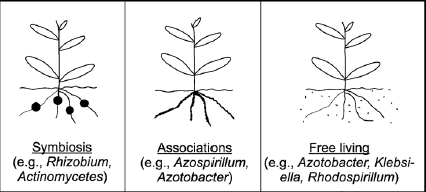 Symbiosis
(e.g., Rhizobium,
Actinomycetes)
Associations
(e.g., Azospirillum,
Azotobacter)
Free living
(e.g., Azotobacter, Klebsi-
ella, Rhodospirillum)